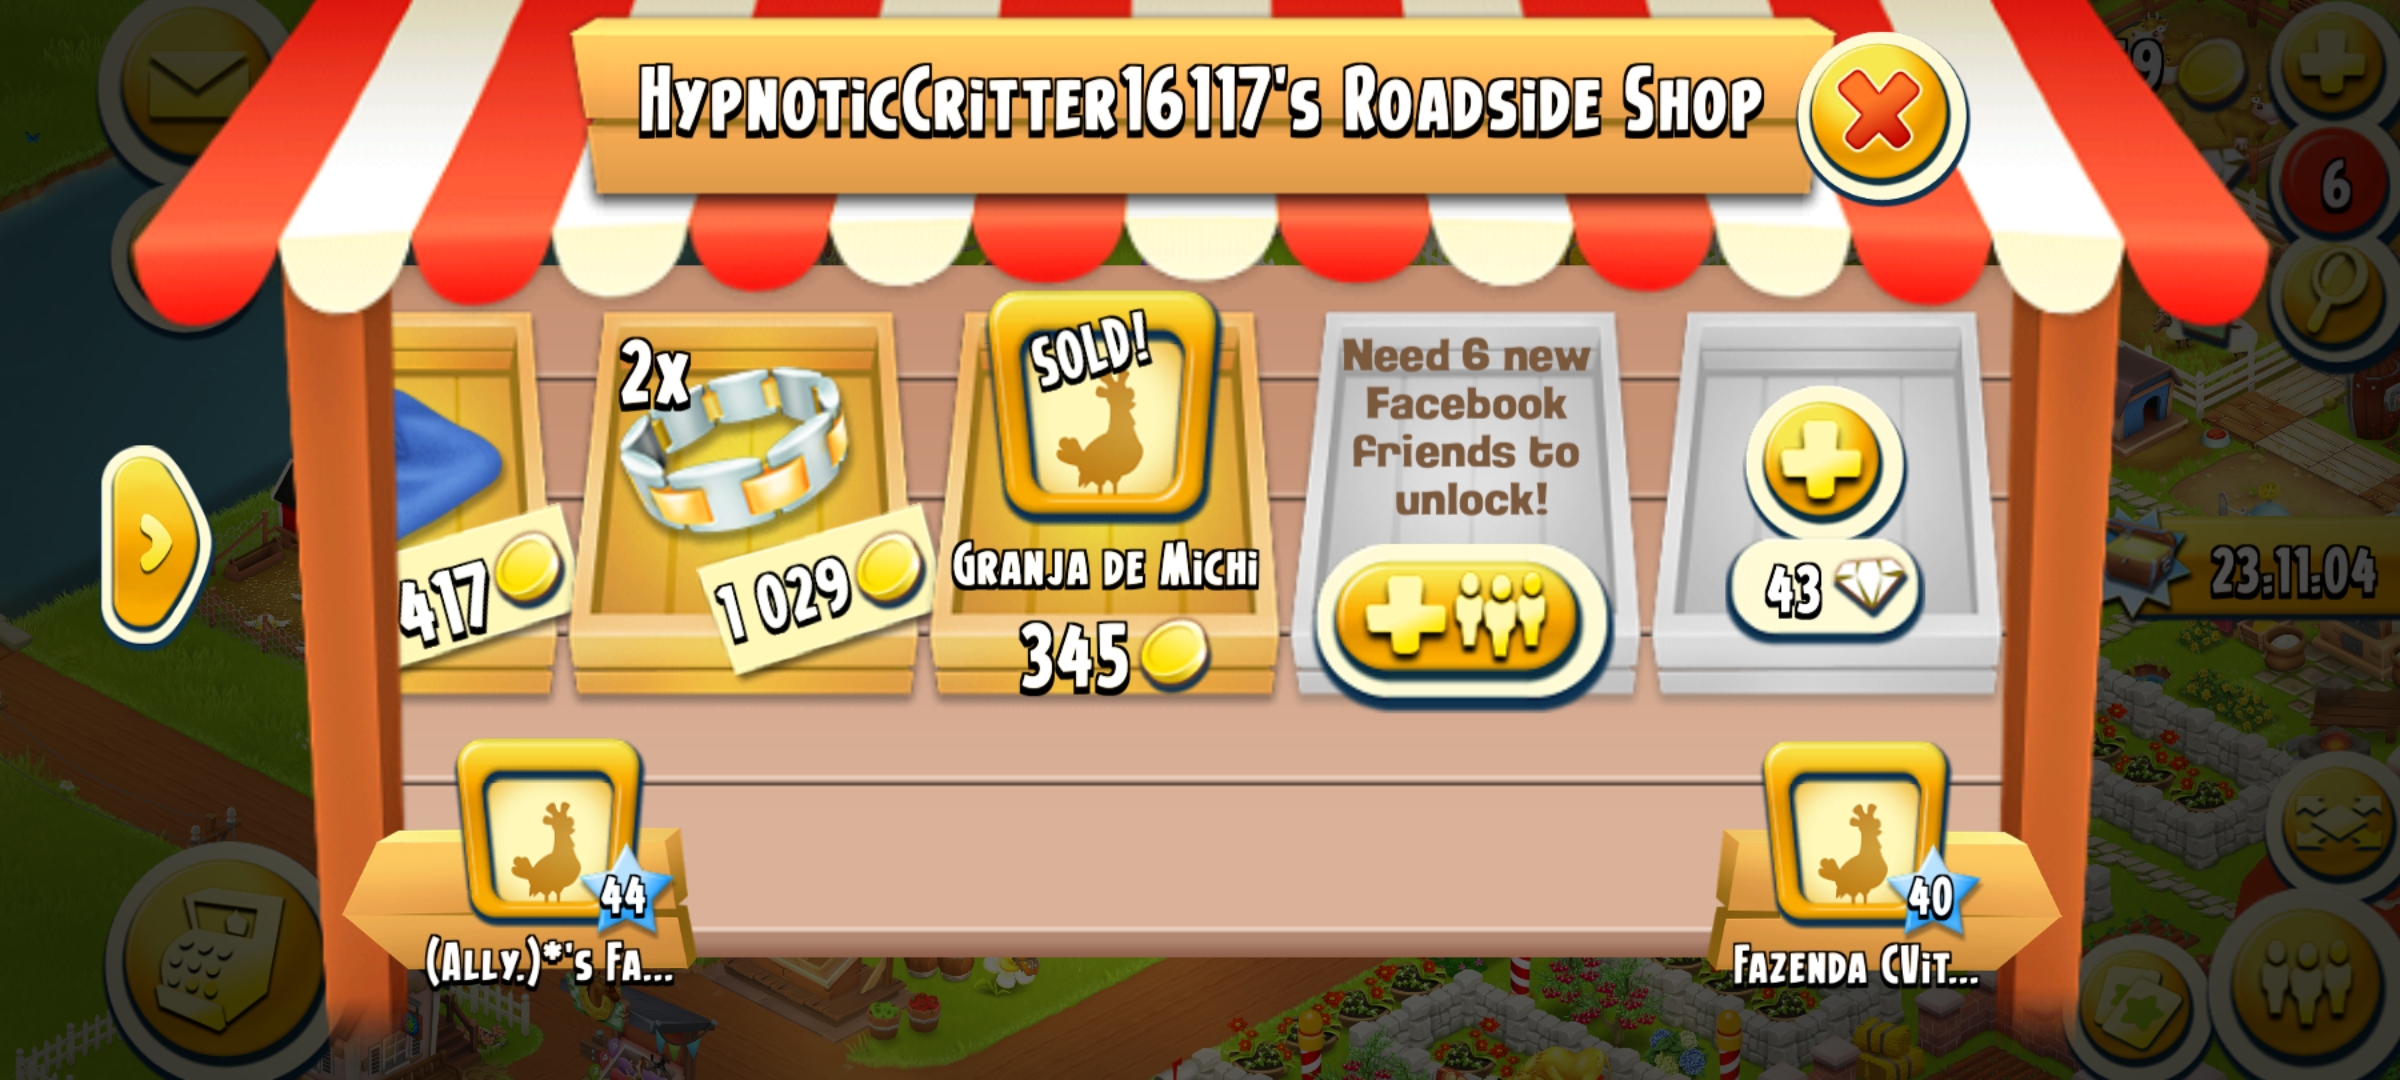 HypnoticCritter16117's Roadside Shop
6
SOLD!
2x
Need 6 new
Facebook
friends to
unlock!
417
1 029
Granja de Michi
345
43
23:11:04
44
40
(Ally.)*'s Fa...
Fazenda CVit...